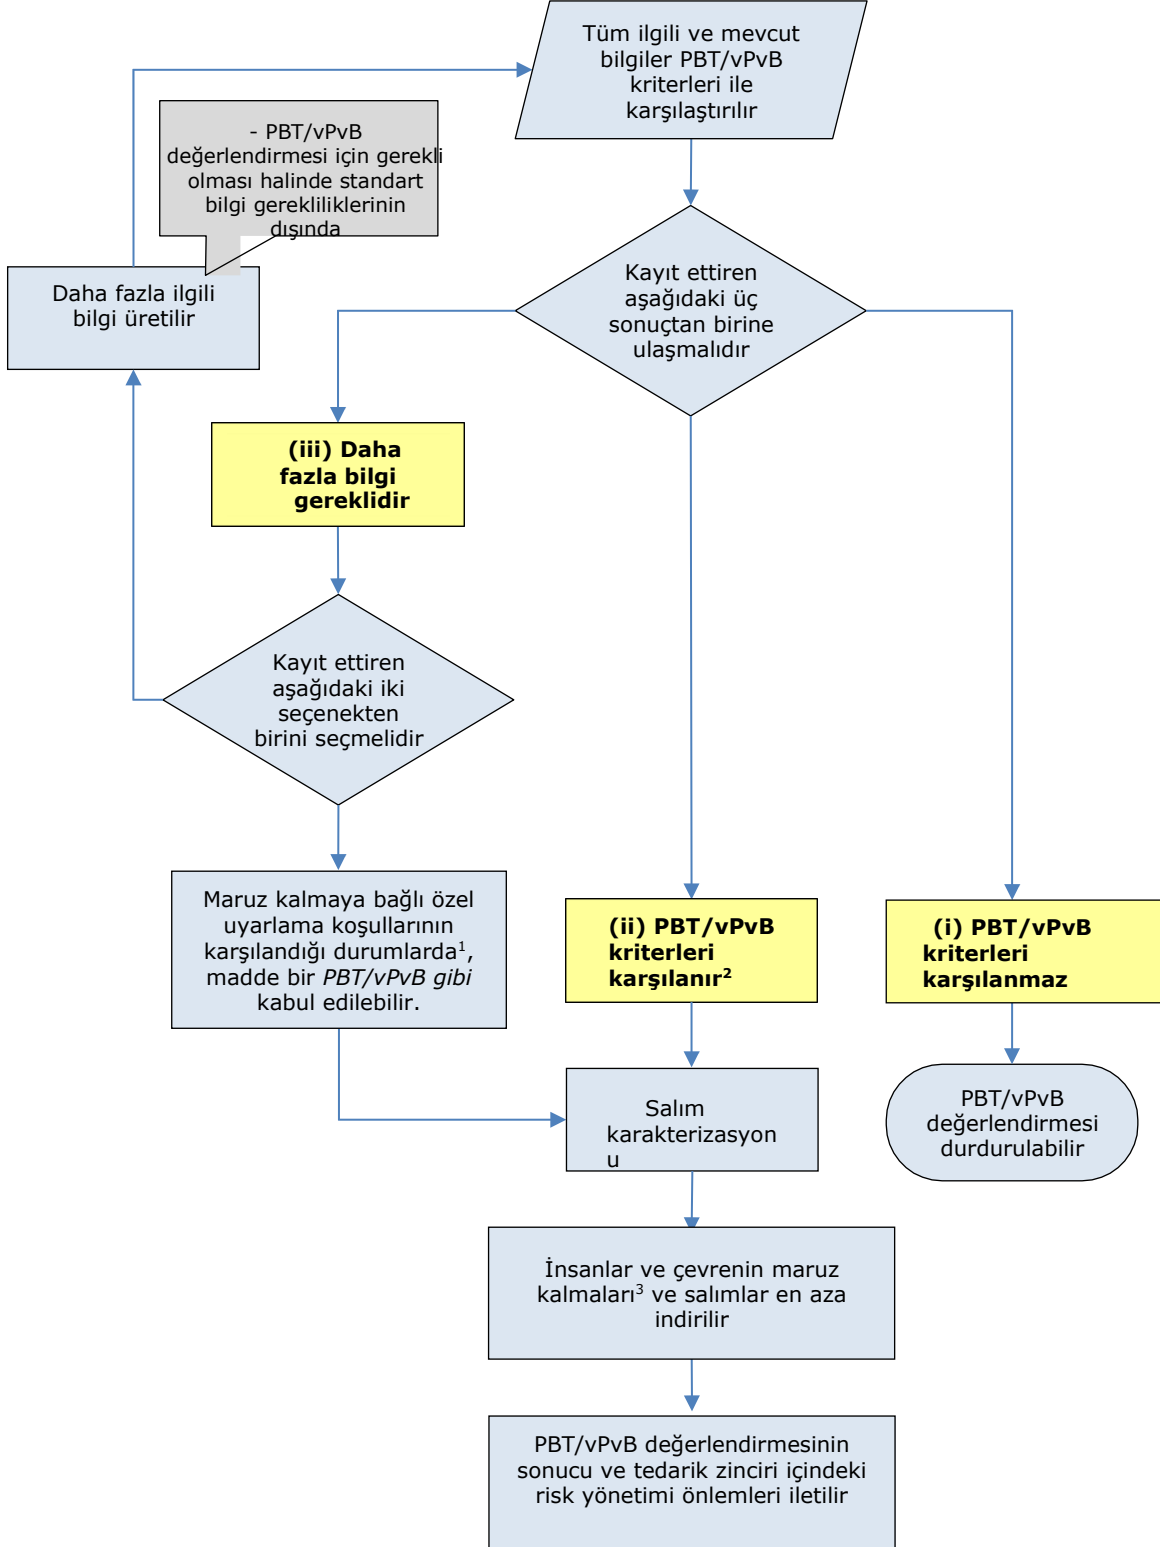 Tüm ilgili ve mevcut
bilgiler PBT/vPvB
kriterleri ile
karşılaştırılır
- PBT/vPvB
değerlendirmesi için gerekli
olması halinde standart
bilgi gerekliliklerinin
dışında
Daha fazla ilgili
bilgi üretilir
Kayıt ettiren
aşağıdaki üç
sonuçtan birine
ulaşmalıdır
(iii) Daha
fazla bilgi
gereklidir
Kayıt ettiren
aşağıdaki iki
seçenekten
birini seçmelidir
Maruz kalmaya bağlı özel
uyarlama koşullarının
karşılandığı durumlarda¹,
madde bir PBT/vPvB gibi
kabul edilebilir.
(ii) PBT/vPvB
kriterleri
karşılanır²
(i) PBT/vPvB
kriterleri
karşılanmaz
Salım
karakterizasyon
u
PBT/vPvB
değerlendirmesi
durdurulabilir
İnsanlar ve çevrenin maruz
kalmaları³ ve salımlar en aza
indirilir
PBT/vPvB değerlendirmesinin
sonucu ve tedarik zinciri içindeki
risk yönetimi önlemleri iletilir